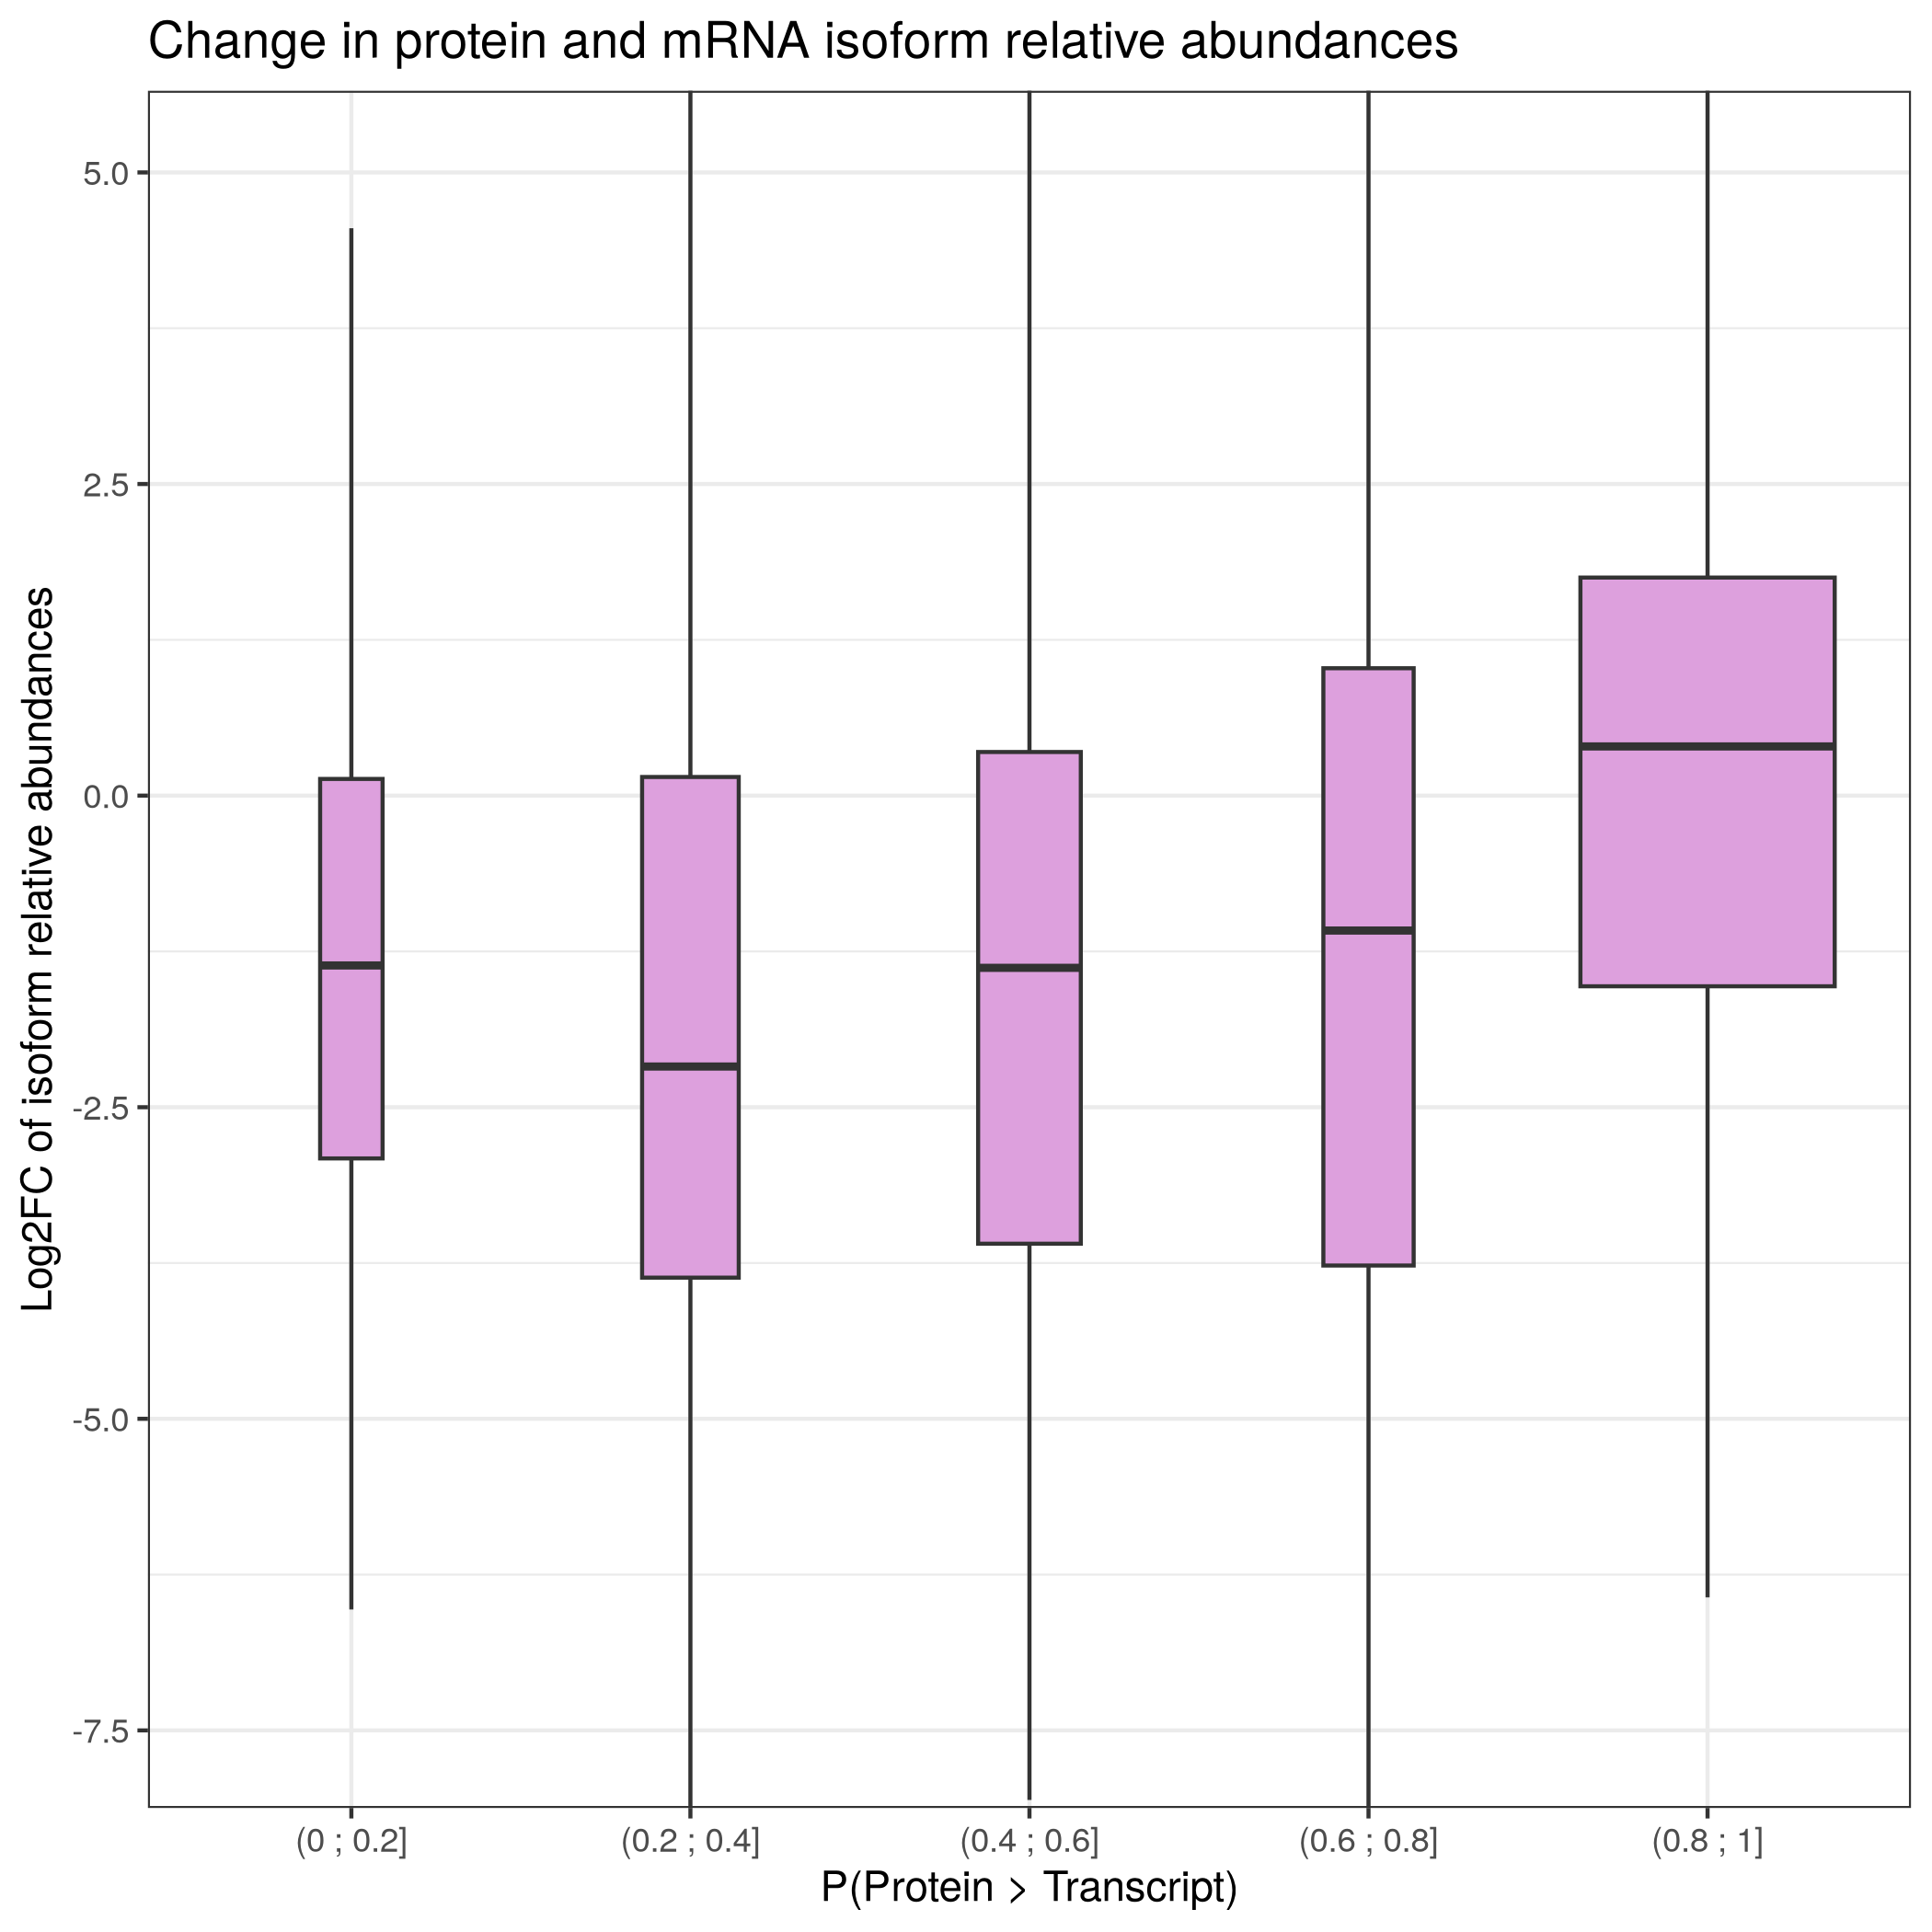 Change in protein and mRNA isoform relative abundances
Log2FC of isoform relative abundances
5.0
2.5
0.0
-2.5
-5.0
-7.5
(0 ; 0.2]
(0.2 ; 0.4]
(0.4 ; 0.6]
(0.6 ; 0.8]
(0.8 ; 1]
P(Protein > Transcript)